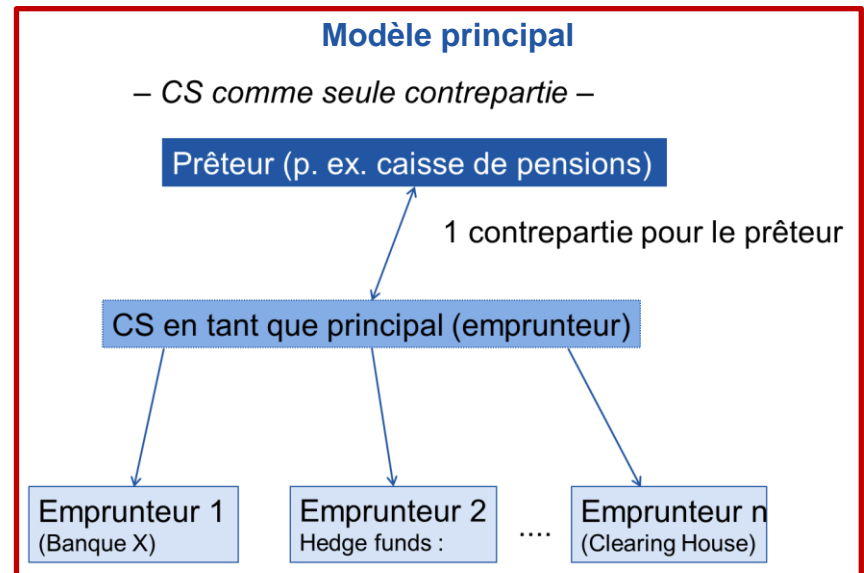 Modèle principal
– CS comme seule contrepartie –
Prêteur (p. ex. caisse de pensions)
1 contrepartie pour le prêteur
CS en tant que principal (emprunteur)
Emprunteur 1
(Banque X)
Emprunteur 2
Hedge funds :
....
Emprunteur n
(Clearing House)